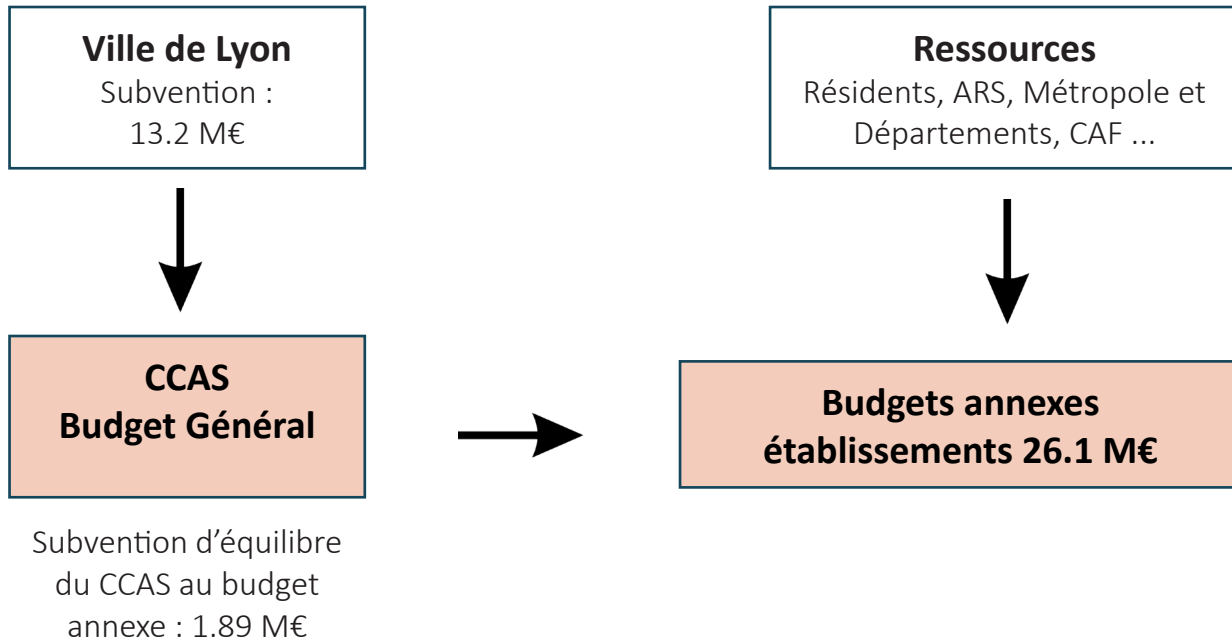 Ville de Lyon
Subvention :
13.2 M€
Ressources
Résidents, ARS, Métropole et
Départements, CAF ...
CCAS
Budget Général
Budgets annexes
établissements 26.1 M€
Subvention d’équilibre
du CCAS au budget
annexe : 1.89 M€